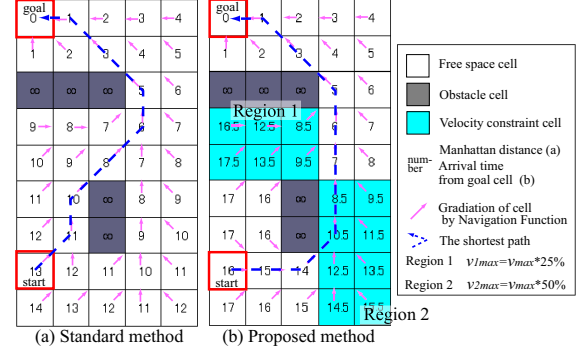 goal goal
0 1 2 3 4 0 1 2 3 4
1 2 3 4 5 1 2 3 4 5
∞ ∞ ∞ 5 6 ∞ ∞ ∞ 5 6
Region 1
9 8 7 6 7 16.5 12.5 8.5 6 7
10 9 8 7 8 17.5 13.5 9.5 7 8
11 10 ∞ 8 9 17 16 ∞ 8.5 9.5
12 11 ∞ 9 10 17 16 ∞ 10.5 11.5
13 12 11 10 11 16 15 14 12.5 13.5
start start
14 13 12 11 12 17 16 15 14.5 15.5
Region 2
(a) Standard method (b) Proposed method
Free space cell
Obstacle cell
Velocity constraint cell
num-
ber
Manhattan distance (a)
Arrival time
from goal cell (b)
Gradation of cell
by Navigation Function
The shortest path
Region 1 v1max=vmax*25%
Region 2 v2max=vmax*50%